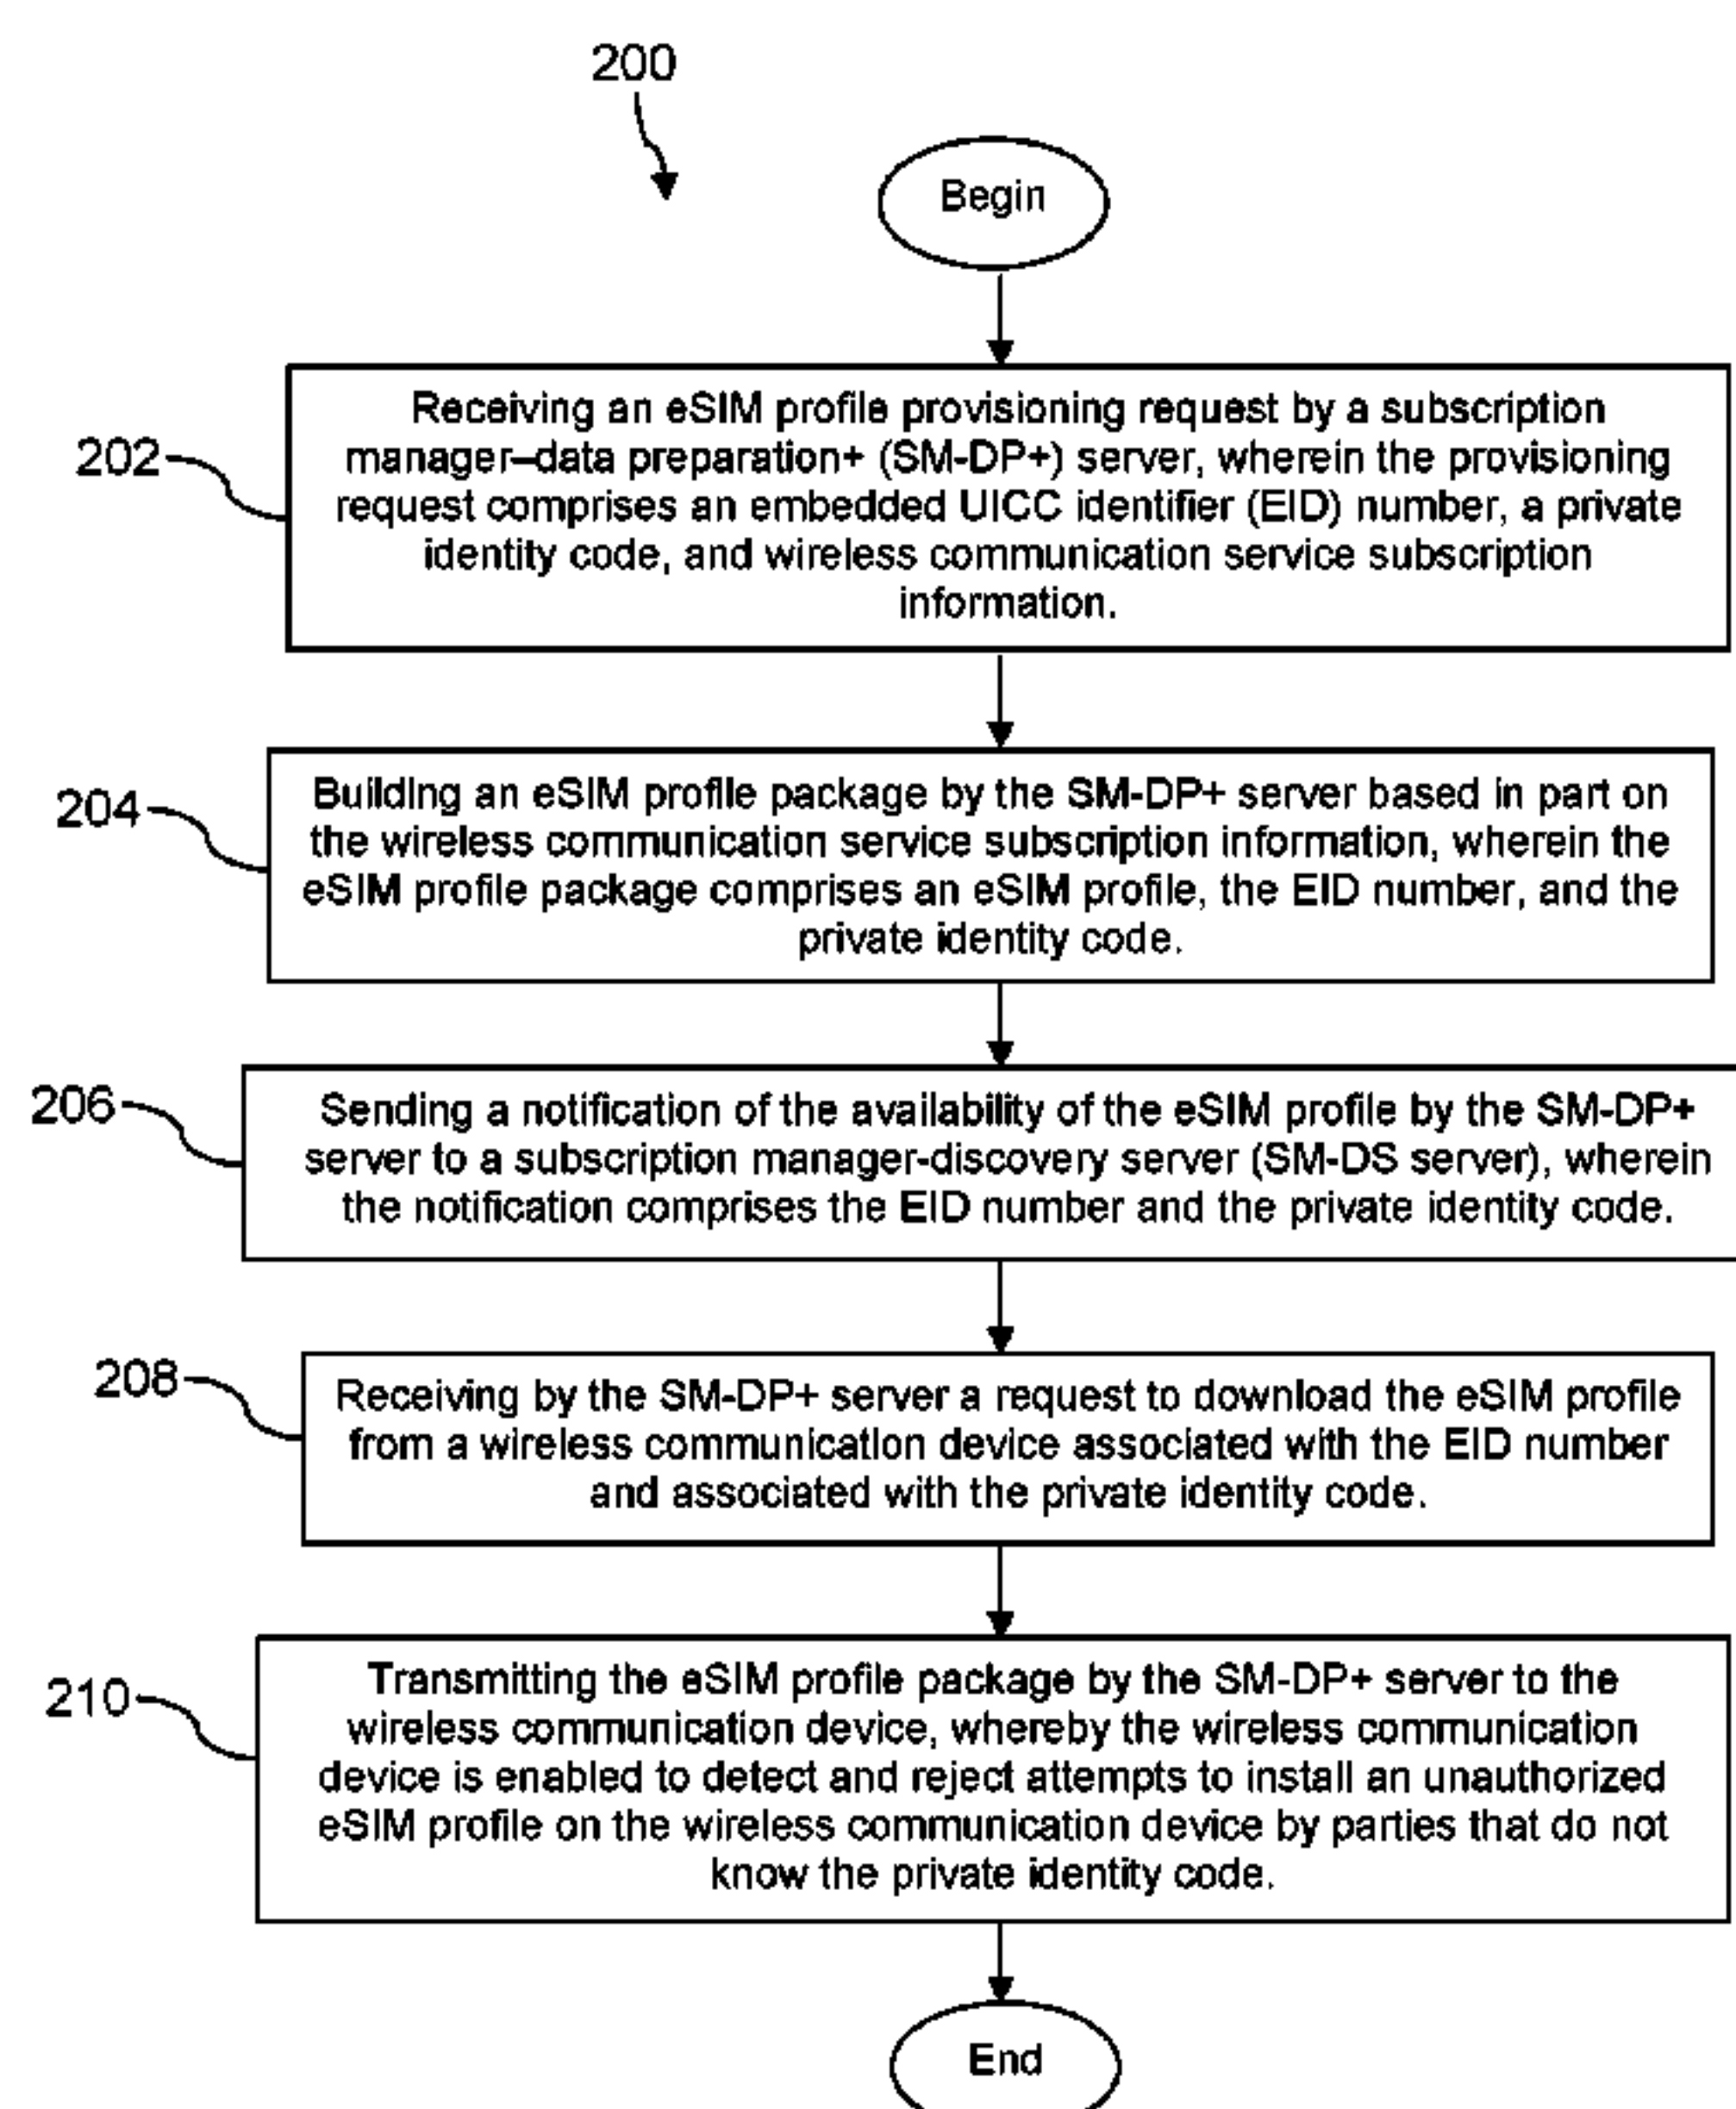 200
Begin
202
Receiving an eSIM profile provisioning request by a subscription
manager–data preparation+ (SM-DP+) server, wherein the provisioning
request comprises an embedded UICC identifier (EID) number, a private
identity code, and wireless communication service subscription
information.
204
Building an eSIM profile package by the SM-DP+ server based in part on
the wireless communication service subscription information, wherein the
eSIM profile package comprises an eSIM profile, the EID number, and the
private identity code.
206
Sending a notification of the availability of the eSIM profile by the SM-DP+
server to a subscription manager-discovery server (SM-DS server), wherein
the notification comprises the EID number and the private identity code.
208
Receiving by the SM-DP+ server a request to download the eSIM profile
from a wireless communication device associated with the EID number
and associated with the private identity code.
210
Transmitting the eSIM profile package by the SM-DP+ server to the
wireless communication device, whereby the wireless communication
device is enabled to detect and reject attempts to install an unauthorized
eSIM profile on the wireless communication device by parties that do not
know the private identity code.
End